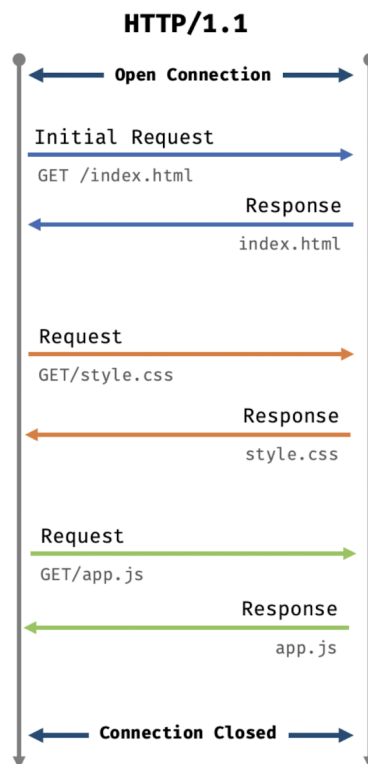 HTTP/1.1
Open Connection
Initial Request
GET /index.html
Response
index.html
Request
GET/style.css
Response
style.css
Request
GET/app.js
Response
app.js
Connection Closed